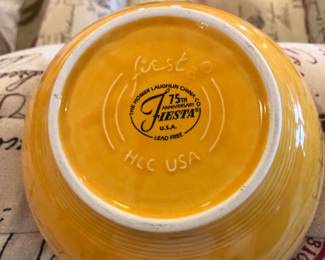 fiesta®
THE HOMER LAUGHLIN CHINA CO.
75TH
ANNIVERSARY
FIESTA®
U.S.A.
LEAD FREE
HLC USA